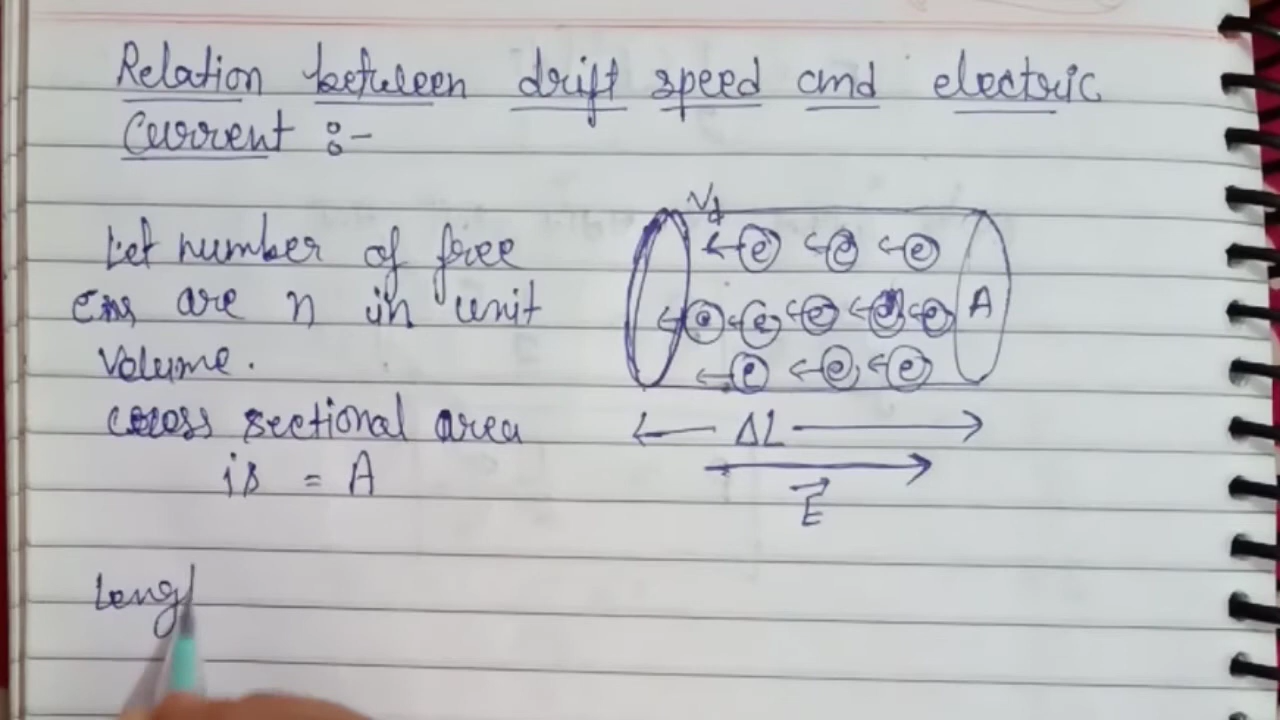 Relation between drift speed and electric
Current :-
Let number of free
ens are n in unit
Volume.
cross sectional area
is = A
Leng
Vd
e e e
e e e e e
A
e e e
ΔL
E